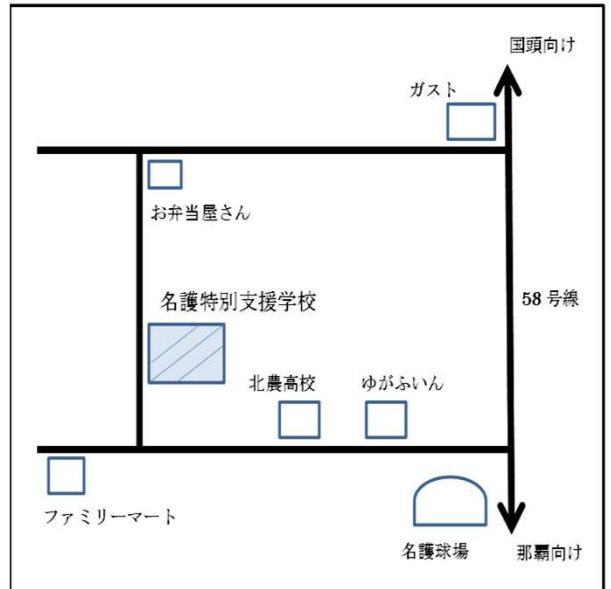 国頭向け
ガスト
お弁当屋さん
58 号線
名護特別支援学校
北農高校
ゆがふいん
ファミリーマート
名護球場
那覇向け